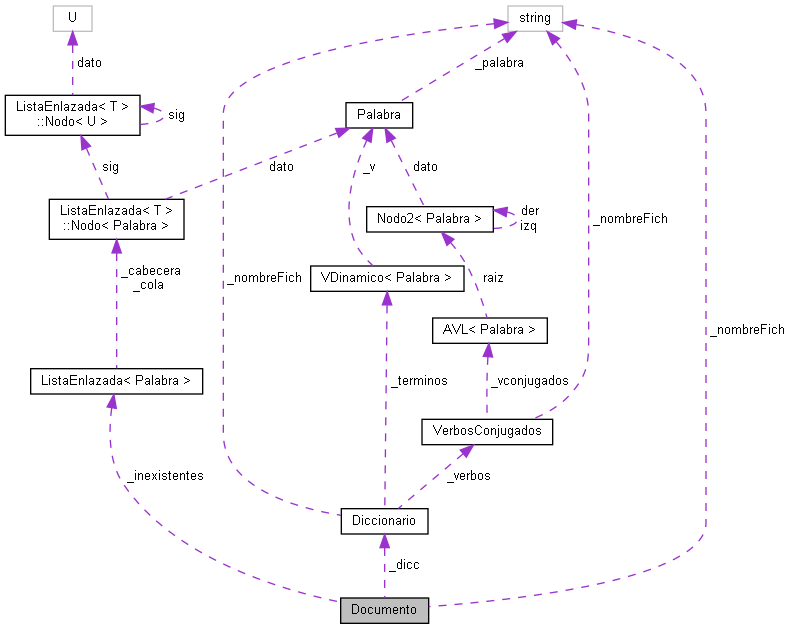 U
string
dato
_palabra
ListaEnlazada< T >
::Nodo< U >
sig
Palabra
sig
dato
_v
dato
ListaEnlazada< T >
::Nodo< Palabra >
Nodo2< Palabra >
der
izq
_nombreFich
_cabecera
_cola
_nombreFich
VDinamico< Palabra >
raiz
AVL< Palabra >
_nombreFich
ListaEnlazada< Palabra >
_terminos
_vconjugados
VerbosConjugados
_inexistentes
_verbos
Diccionario
_dicc
Documento